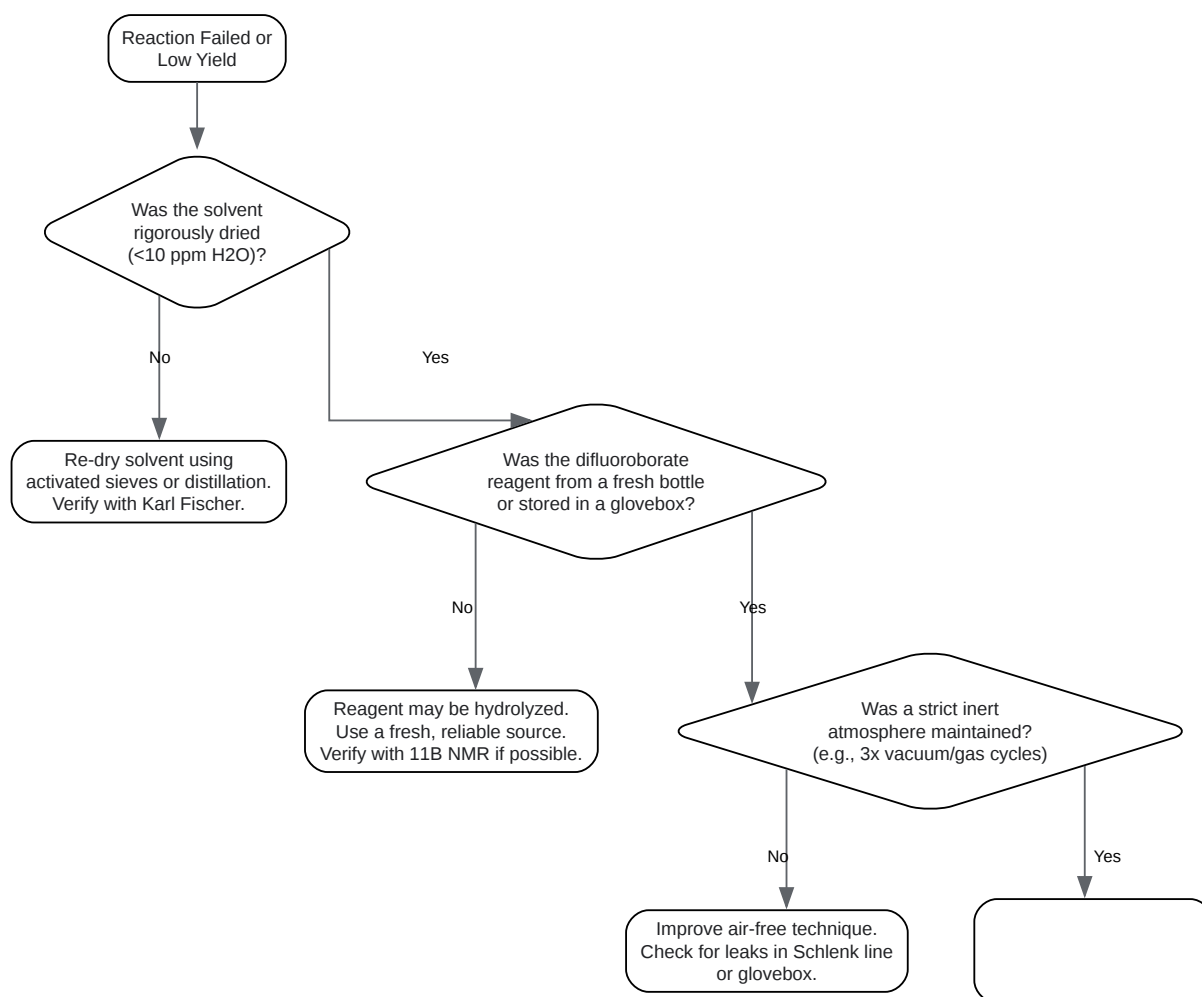 Reaction Failed or
Low Yield
Was the solvent
rigorously dried
(<10 ppm H2O)?
No
Yes
Re-dry solvent using
activated sieves or distillation.
Verify with Karl Fischer.
Was the difluoroborate
reagent from a fresh bottle
or stored in a glovebox?
No
Yes
Reagent may be hydrolyzed.
Use a fresh, reliable source.
Verify with 11B NMR if possible.
Was a strict inert
atmosphere maintained?
(e.g., 3x vacuum/gas cycles)
No
Yes
Improve air-free technique.
Check for leaks in Schlenk line
or glovebox.